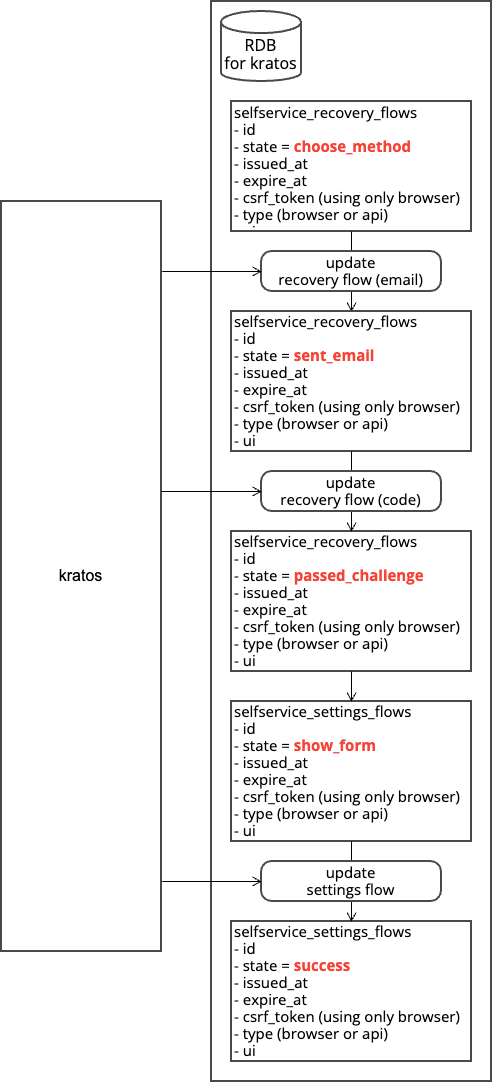 RDB
for kratos
selfservice_recovery_flows
- id
- state = choose_method
- issued_at
- expire_at
- csrf_token (using only browser)
- type (browser or api)
update
recovery flow (email)
selfservice_recovery_flows
- id
- state = sent_email
- issued_at
- expire_at
- csrf_token (using only browser)
- type (browser or api)
- ui
update
recovery flow (code)
kratos
selfservice_recovery_flows
- id
- state = passed_challenge
- issued_at
- expire_at
- csrf_token (using only browser)
- type (browser or api)
- ui
selfservice_settings_flows
- id
- state = show_form
- issued_at
- expire_at
- csrf_token (using only browser)
- type (browser or api)
- ui
update
settings flow
selfservice_settings_flows
- id
- state = success
- issued_at
- expire_at
- csrf_token (using only browser)
- type (browser or api)
- ui